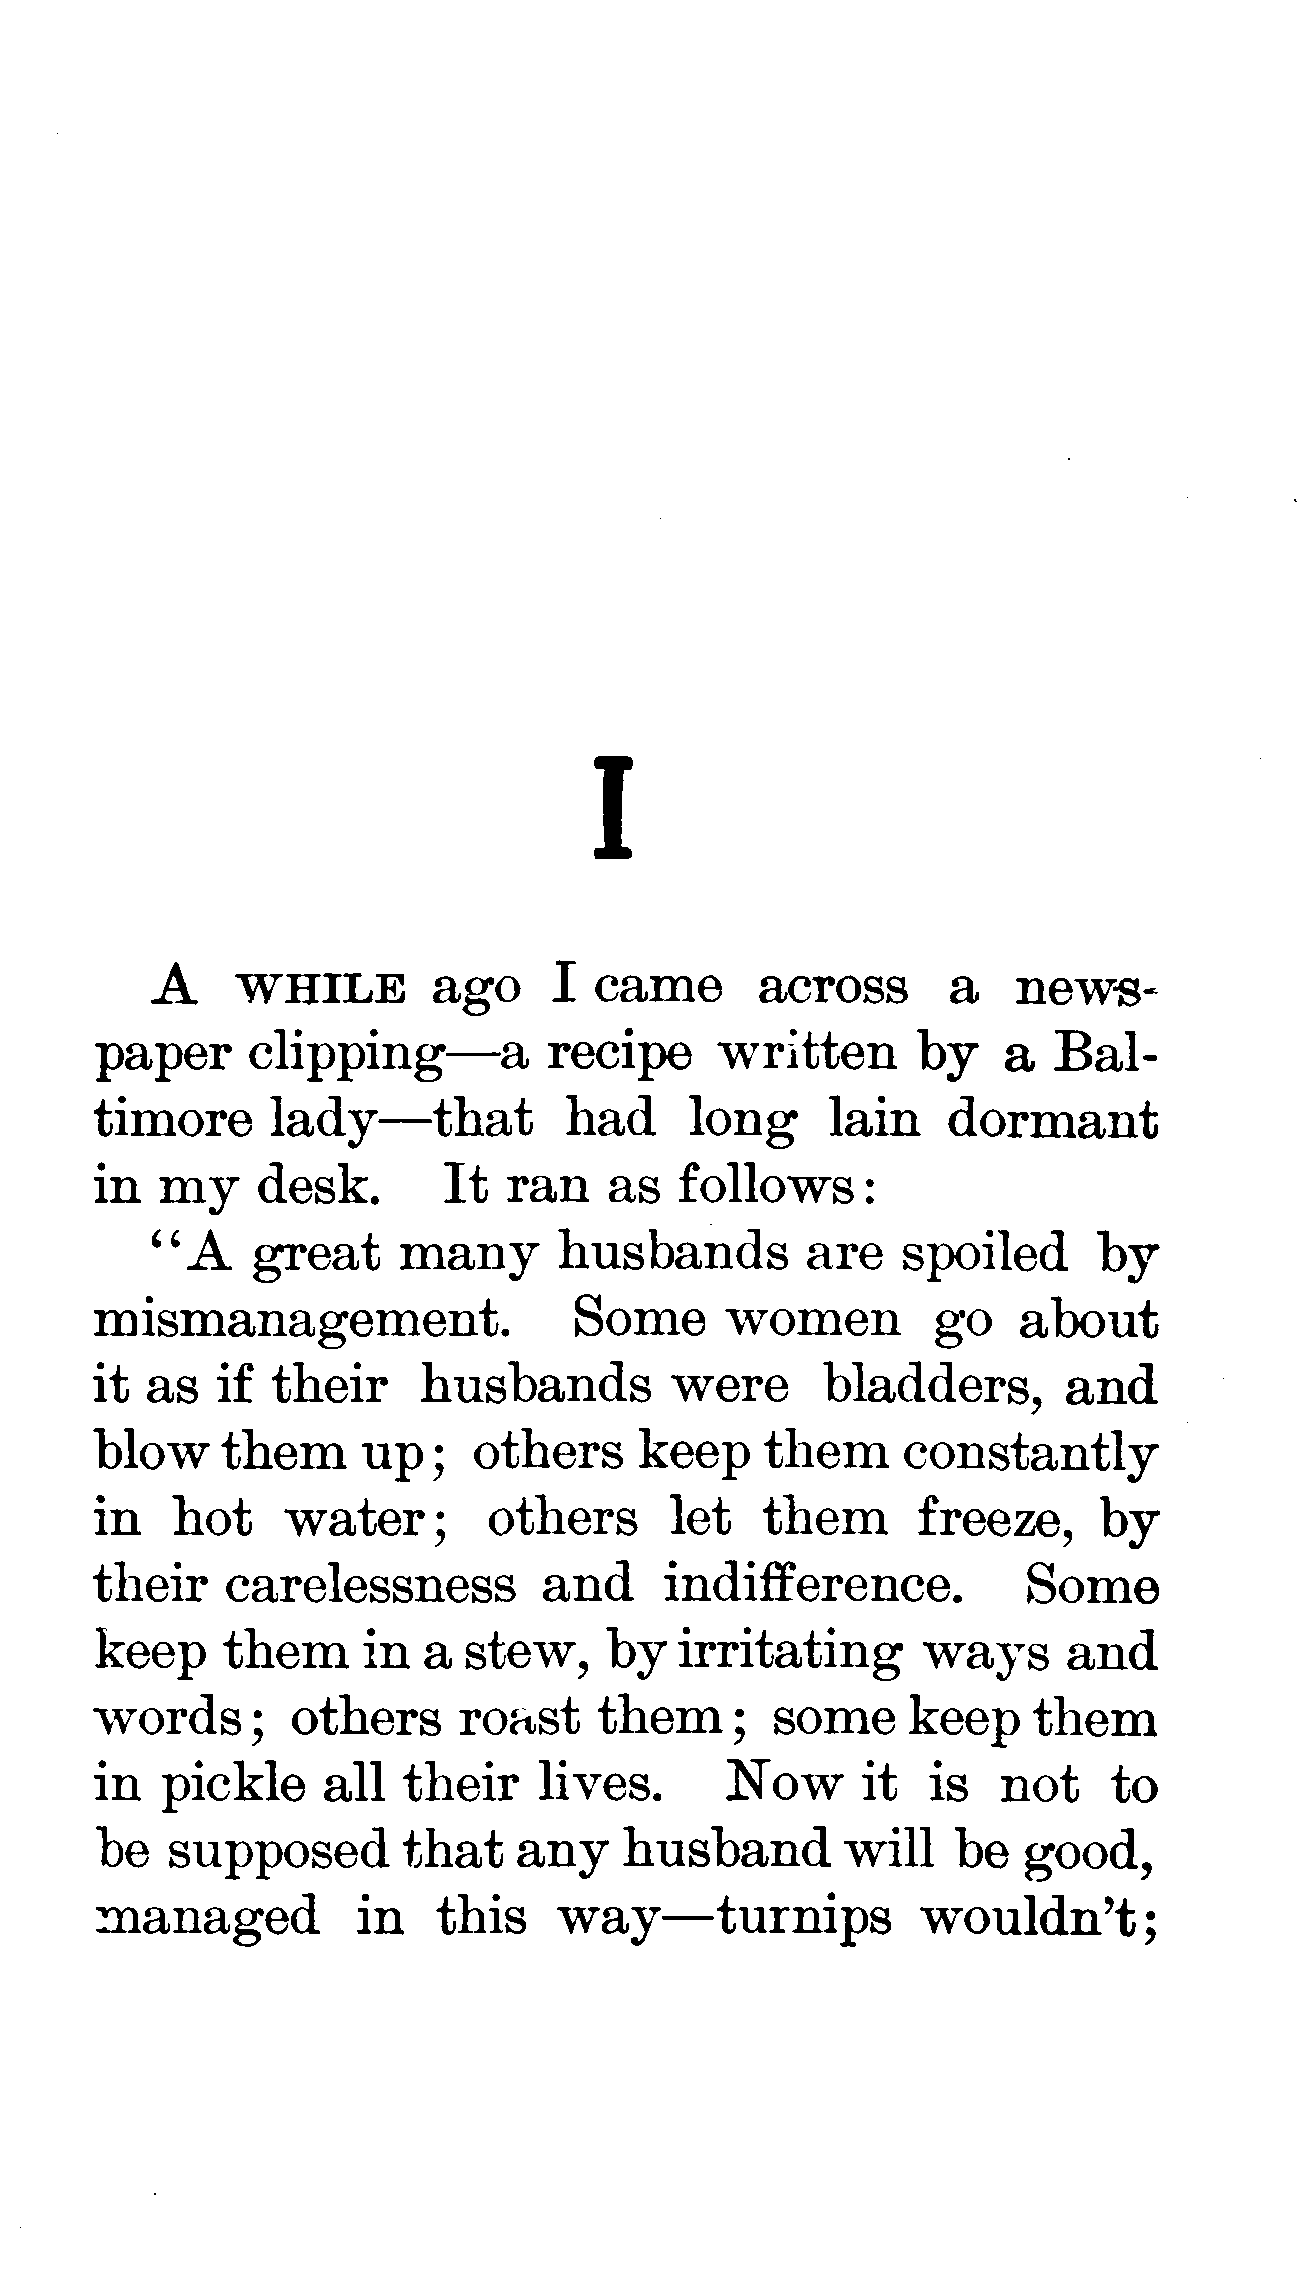 I
A WHILE ago I came across a news-
paper clipping—a recipe written by a Bal-
timore lady—that had long lain dormant
in my desk. It ran as follows:
“A great many husbands are spoiled by
mismanagement. Some women go about
it as if their husbands were bladders, and
blow them up; others keep them constantly
in hot water; others let them freeze, by
their carelessness and indifference. Some
keep them in a stew, by irritating ways and
words; others roast them; some keep them
in pickle all their lives. Now it is not to
be supposed that any husband will be good,
managed in this way—turnips wouldn’t;